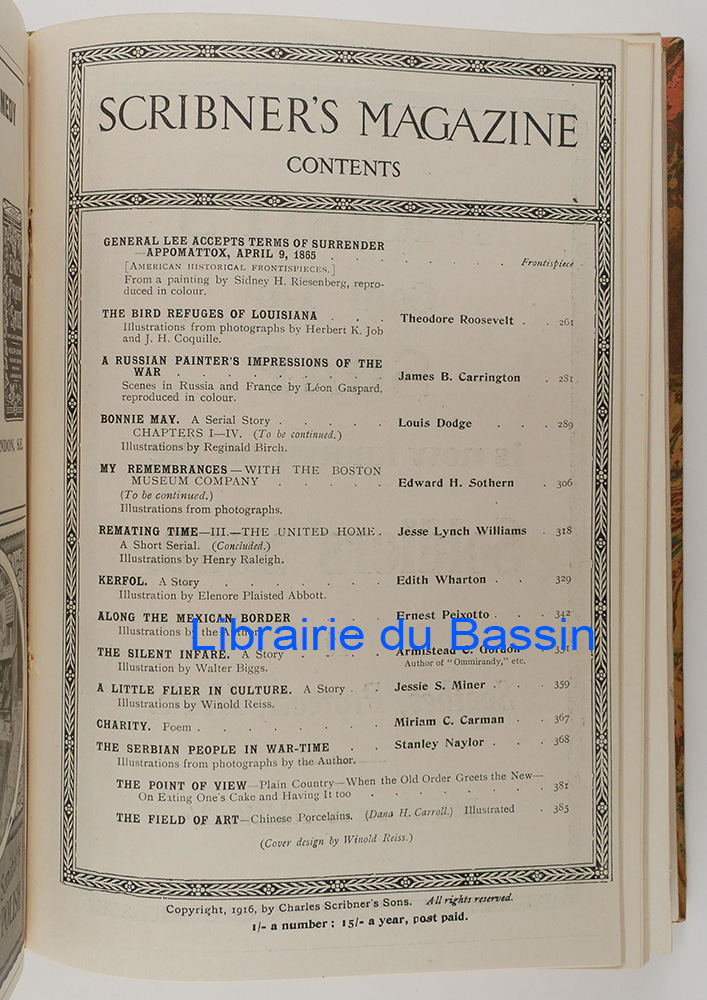 MEDY
NDON, S.E.
SCRIBNER'S MAGAZINE
CONTENTS
GENERAL LEE ACCEPTS TERMS OF SURRENDER
—APPOMATTOX, APRIL 9, 1865 . . . . . . . . Frontispiece
[AMERICAN HISTORICAL FRONTISPIECES.]
From a painting by Sidney H. Riesenberg, repro-
duced in colour.
THE BIRD REFUGES OF LOUISIANA . . . Theodore Roosevelt . . 261
Illustrations from photographs by Herbert K. Job
and J. H. Coquille.
A RUSSIAN PAINTER'S IMPRESSIONS OF THE
WAR . . . . . . . . . James B. Carrington . 281
Scenes in Russia and France by Léon Gaspard,
reproduced in colour.
BONNIE MAY. A Serial Story . . . . . Louis Dodge . . . 289
CHAPTERS I—IV. (To be continued.)
Illustrations by Reginald Birch.
MY REMEMBRANCES—WITH THE BOSTON
MUSEUM COMPANY . . . . . Edward H. Sothern . 306
(To be continued.)
Illustrations from photographs.
REMATING TIME—III.—THE UNITED HOME . Jesse Lynch Williams . 318
A Short Serial. (Concluded.)
Illustrations by Henry Raleigh.
KERFOL. A Story . . . . . . . Edith Wharton . . 329
Illustration by Elenore Plaisted Abbott.
ALONG THE MEXICAN BORDER . . . . Ernest Peixotto . . 342
Illustrations by the Author.
Librairie du Bassin
THE SILENT INFARE. A Story . . . . Armistead C. Gordon . 351
Illustration by Walter Biggs. Author of "Ommirandy," etc.
A LITTLE FLIER IN CULTURE. A Story . . Jessie S. Miner . . . 359
Illustrations by Winold Reiss.
CHARITY. Poem . . . . . . . . Miriam C. Carman . . 367
THE SERBIAN PEOPLE IN WAR-TIME . . Stanley Naylor . . . 368
Illustrations from photographs by the Author.
THE POINT OF VIEW—Plain Country—When the Old Order Greets the New—
On Eating One's Cake and Having It too . . . . . . . 381
THE FIELD OF ART—Chinese Porcelains. (Dana H. Carroll.) Illustrated . 385
(Cover design by Winold Reiss.)
Copyright, 1916, by Charles Scribner's Sons. All rights reserved.
1/- a number; 15/- a year, post paid.